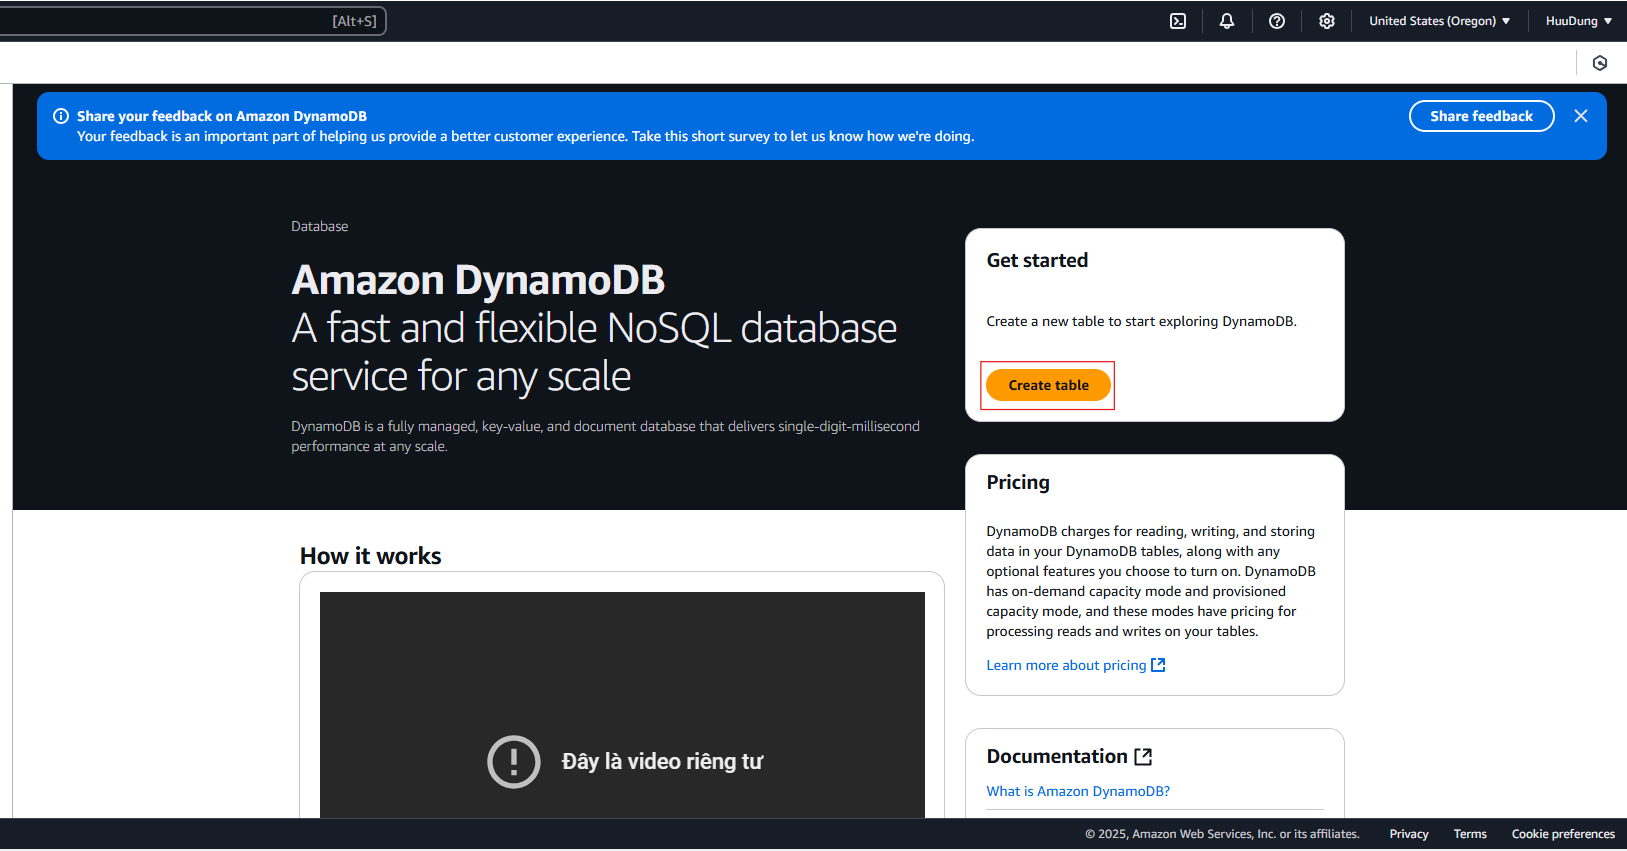 [Alt+S]
United States (Oregon)
HuuDung
Share your feedback on Amazon DynamoDB
Your feedback is an important part of helping us provide a better customer experience. Take this short survey to let us know how we're doing.
Share feedback
Database
Amazon DynamoDB
A fast and flexible NoSQL database
service for any scale
DynamoDB is a fully managed, key-value, and document database that delivers single-digit-millisecond
performance at any scale.
Get started
Create a new table to start exploring DynamoDB.
Create table
Pricing
DynamoDB charges for reading, writing, and storing
data in your DynamoDB tables, along with any
optional features you choose to turn on. DynamoDB
has on-demand capacity mode and provisioned
capacity mode, and these modes have pricing for
processing reads and writes on your tables.
Learn more about pricing
How it works
Đây là video riêng tư
Documentation
What is Amazon DynamoDB?
© 2025, Amazon Web Services, Inc. or its affiliates.
Privacy
Terms
Cookie preferences